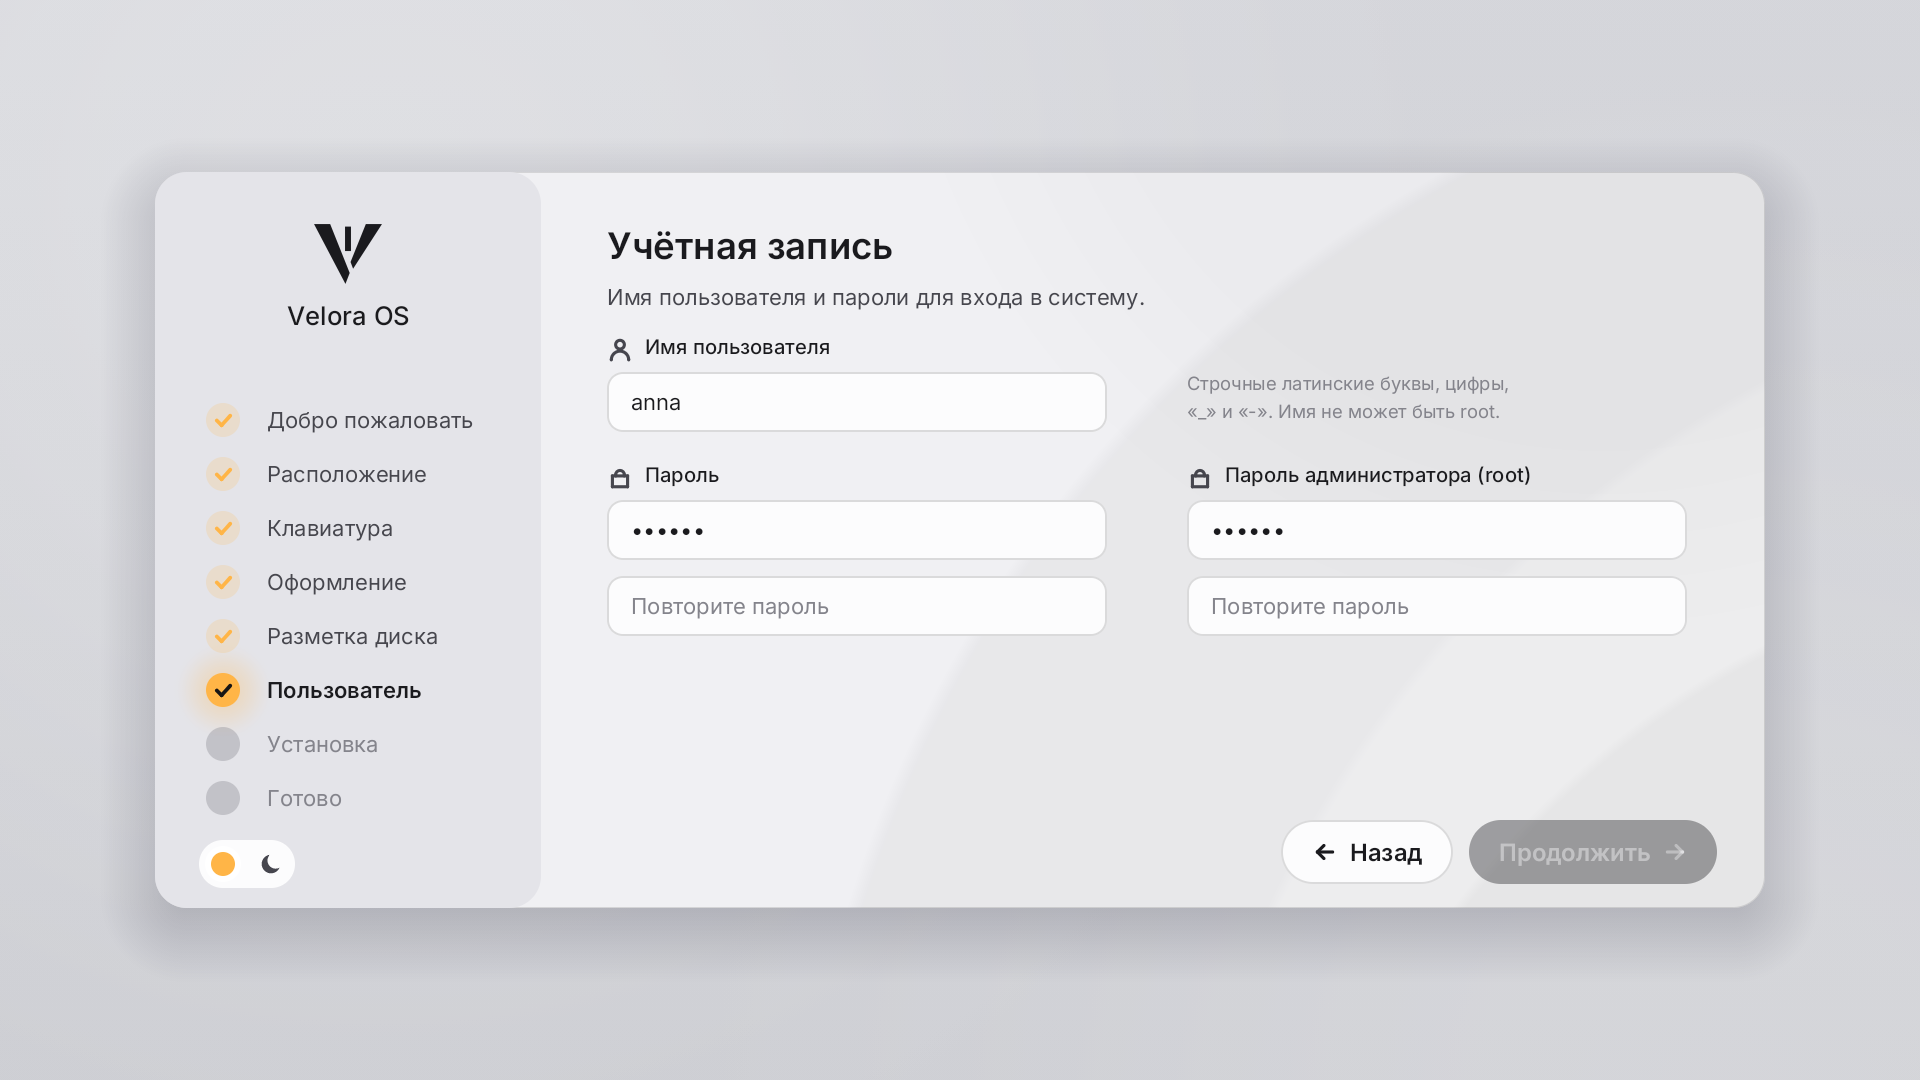 Velora OS
Добро пожаловать
Расположение
Клавиатура
Оформление
Разметка диска
Пользователь
Установка
Готово
Учётная запись
Имя пользователя и пароли для входа в систему.
Имя пользователя
anna
Строчные латинские буквы, цифры,
«_» и «-». Имя не может быть root.
Пароль
••••••
Повторите пароль
Пароль администратора (root)
••••••
Повторите пароль
Назад
Продолжить